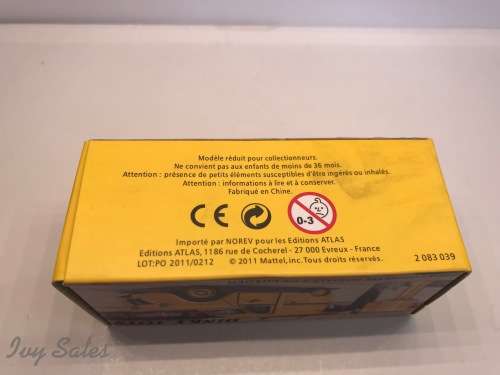 Modèle réduit pour collectionneurs.
Ne convient pas aux enfants de moins de 36 mois.
Attention : présence de petits éléments susceptibles d'être ingérés ou inhalés.
Attention : informations à lire et à conserver.
Fabriqué en Chine.
CE
0-3
Importé par NOREV pour les Editions ATLAS
Editions ATLAS, 1186 rue de Cocherel - 27 000 Evreux - France
LOT:PO 2011/0212 © 2011 Mattel, inc. Tous droits réservés. 2 083 039
DINKY TOYS
Ivy Sales